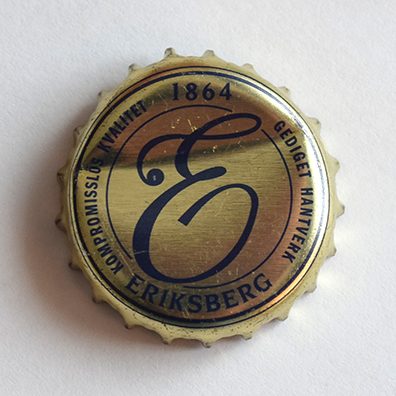 1864
KOMPROMISSLÖS KVALITET
GEDIGET HANTVERK
E
ERIKSBERG